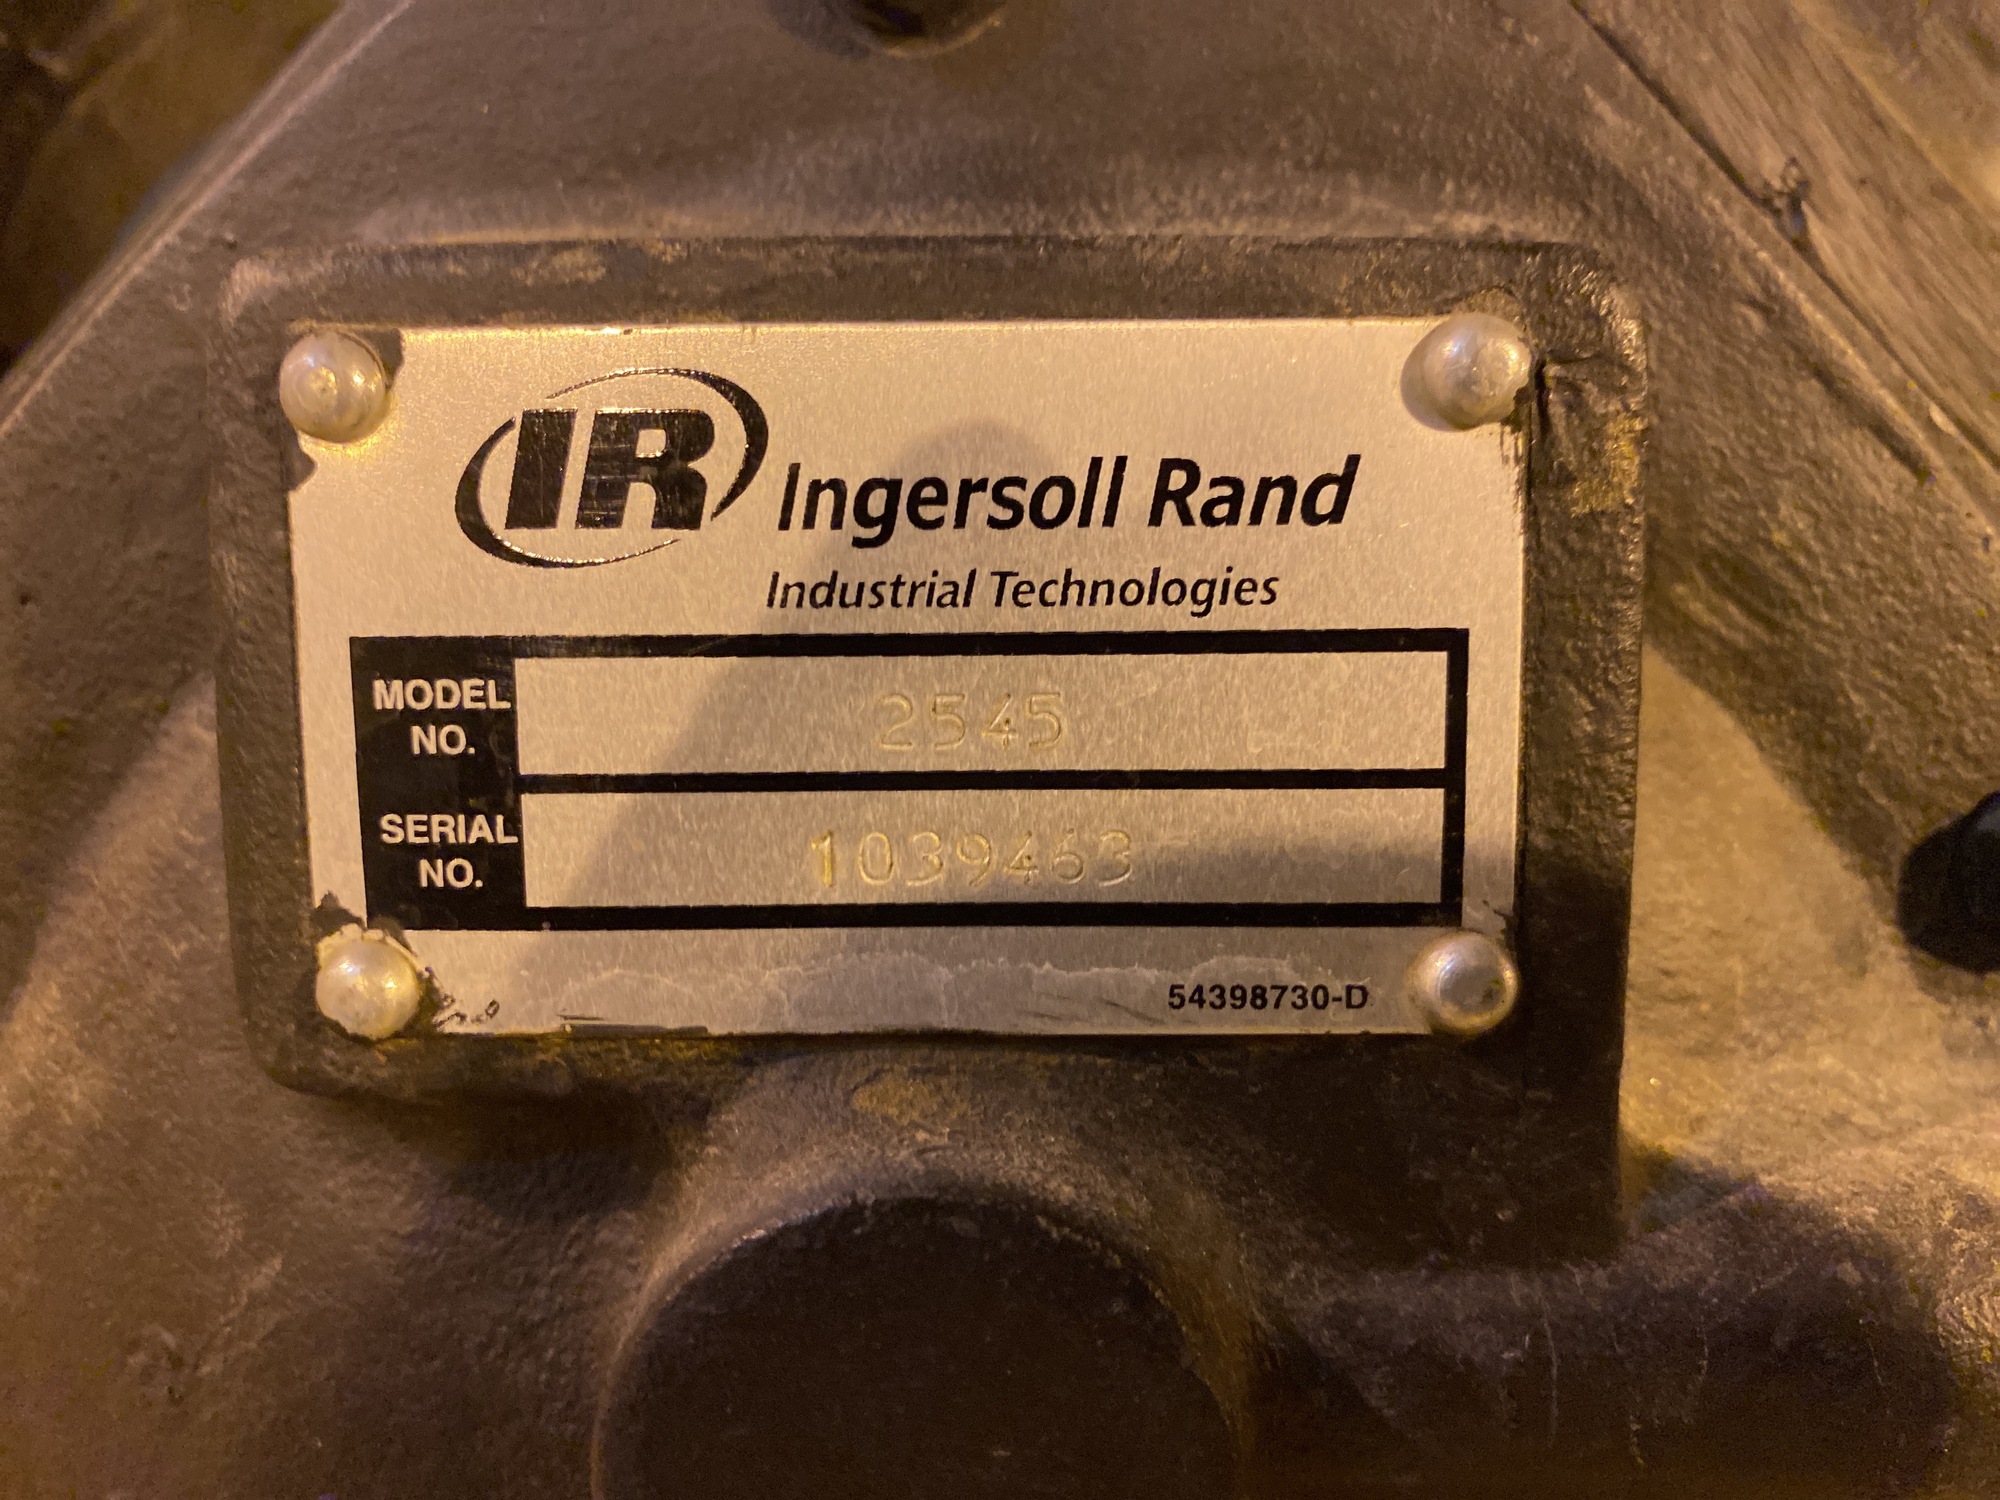 IR Ingersoll Rand
Industrial Technologies
MODEL NO. 2545
SERIAL NO. 1039463
54398730-D